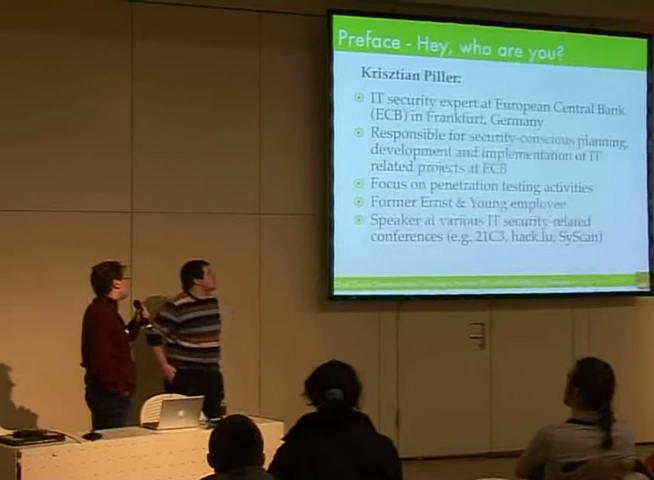 Preface - Hey, who are you?
Krisztian Piller:
IT security expert at European Central Bank
(ECB) in Frankfurt, Germany
Responsible for security-conscious planning,
development and implementation of IT
related projects at ECB
Focus on penetration testing activities
Former Ernst & Young employee
Speaker at various IT security-related
conferences (e.g. 21C3, hack.lu, SyScan)